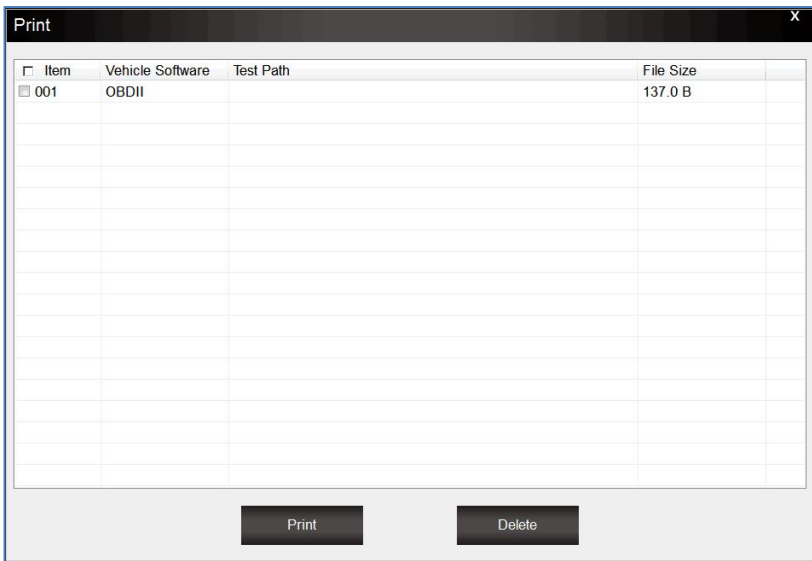 Print X
Item Vehicle Software Test Path File Size
001 OBDII 137.0 B
Print Delete